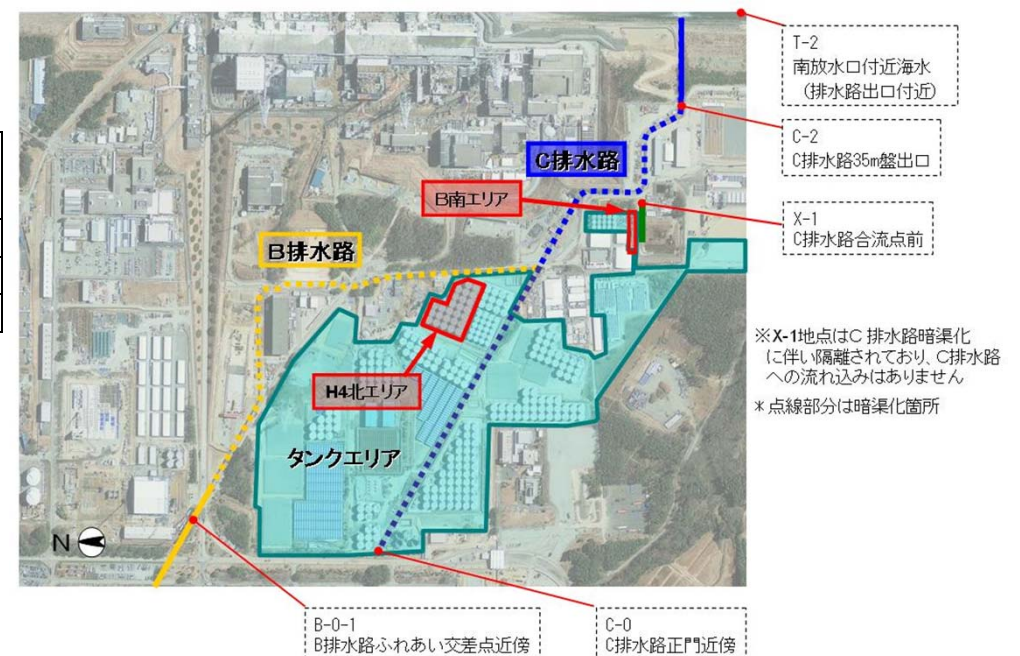 T-2
南放水口付近海水
（排水路出口付近）
C-2
C排水路35m盤出口
C排水路
B南エリア
X-1
C排水路合流点前
B排水路
※X-1地点はC 排水路暗渠化
に伴い隔離されており、C排水路
への流れ込みはありません
＊点線部分は暗渠化箇所
H4北エリア
タンクエリア
N
B-0-1
B排水路ふれあい交差点近傍
C-0
C排水路正門近傍